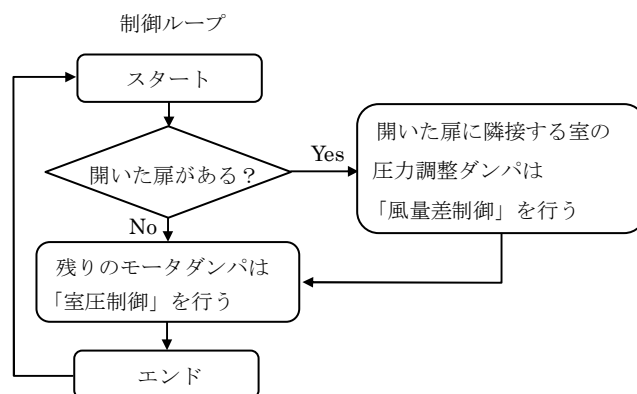 制御ループ
スタート
開いた扉がある？
Yes
開いた扉に隣接する室の
圧力調整ダンパは
「風量差制御」を行う
No
残りのモータダンパは
「室圧制御」を行う
エンド